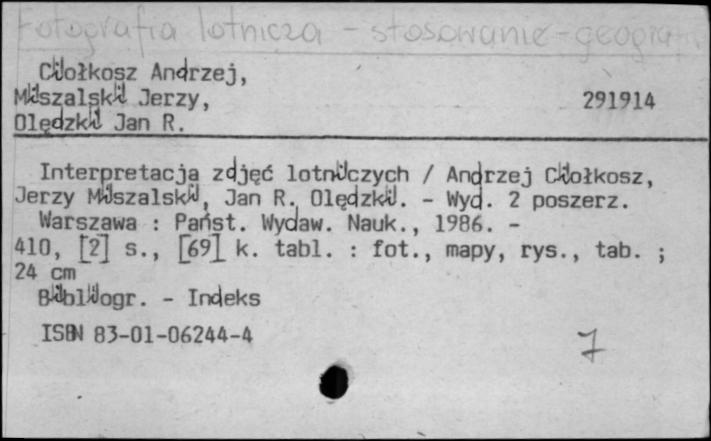 Fotografia lotnicza - stosowanie - geografia
Ciołkosz Andrzej,
Miszalski Jerzy,
291914
Olędzki Jan R.
Interpretacja zdjęć lotniczych / Andrzej Ciołkosz,
Jerzy Miszalski, Jan R. Olędzki. - Wyd. 2 poszerz.
Warszawa : Państ. Wydaw. Nauk., 1986. -
410, [2] s., [69] k. tabl. : fot., mapy, rys., tab. ;
24 cm
Bibliogr. - Indeks
ISBN 83-01-06244-4
7